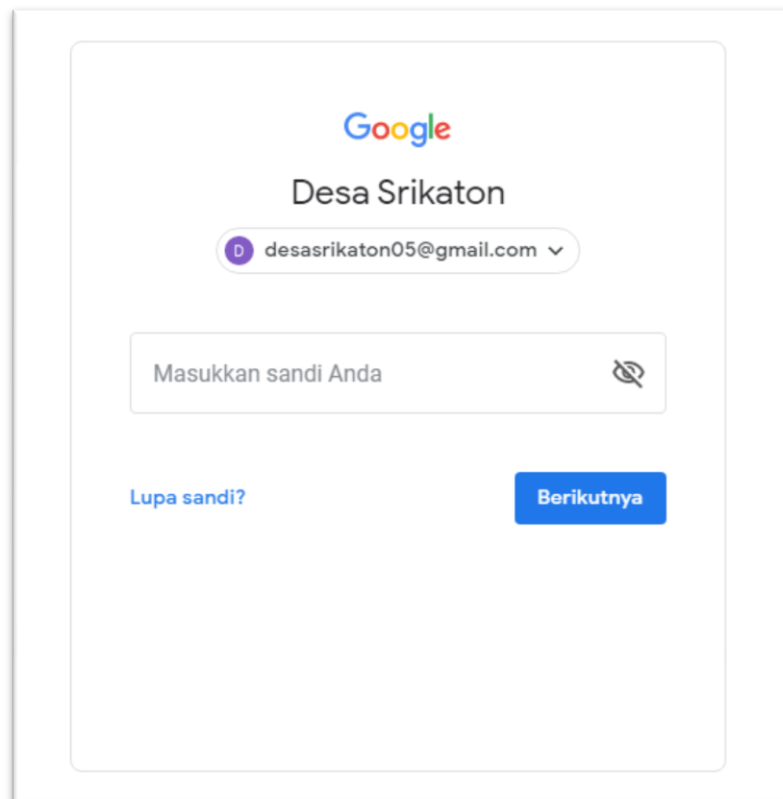 Google
Desa Srikaton
D desasrikaton05@gmail.com
Masukkan sandi Anda
Lupa sandi? Berikutnya